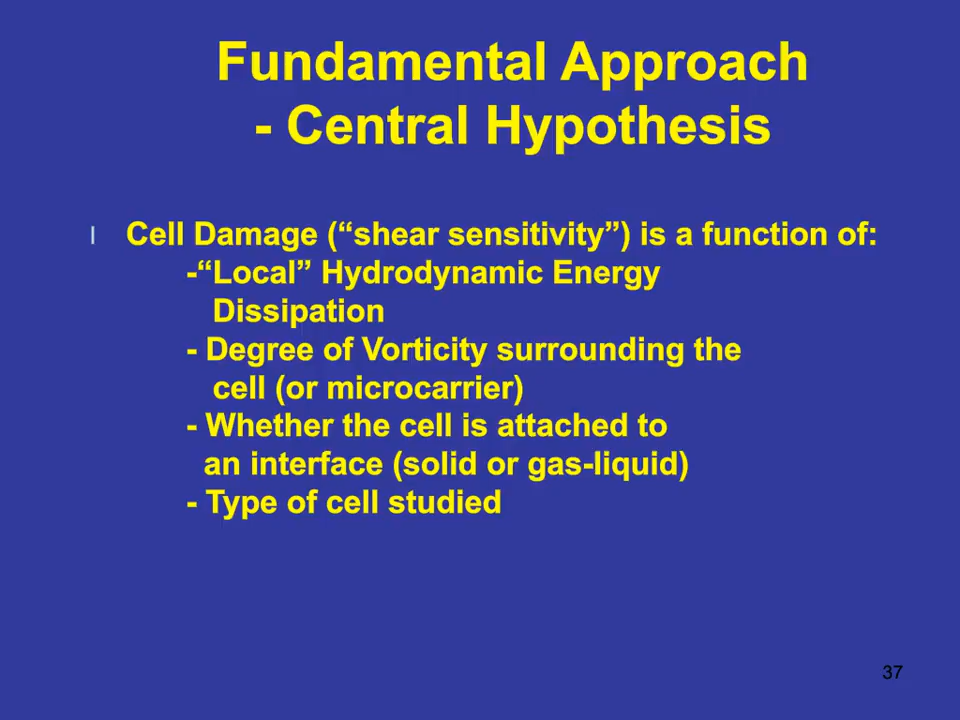 Fundamental Approach
- Central Hypothesis
l Cell Damage (“shear sensitivity”) is a function of:
-“Local” Hydrodynamic Energy
Dissipation
- Degree of Vorticity surrounding the
cell (or microcarrier)
- Whether the cell is attached to
an interface (solid or gas-liquid)
- Type of cell studied
37